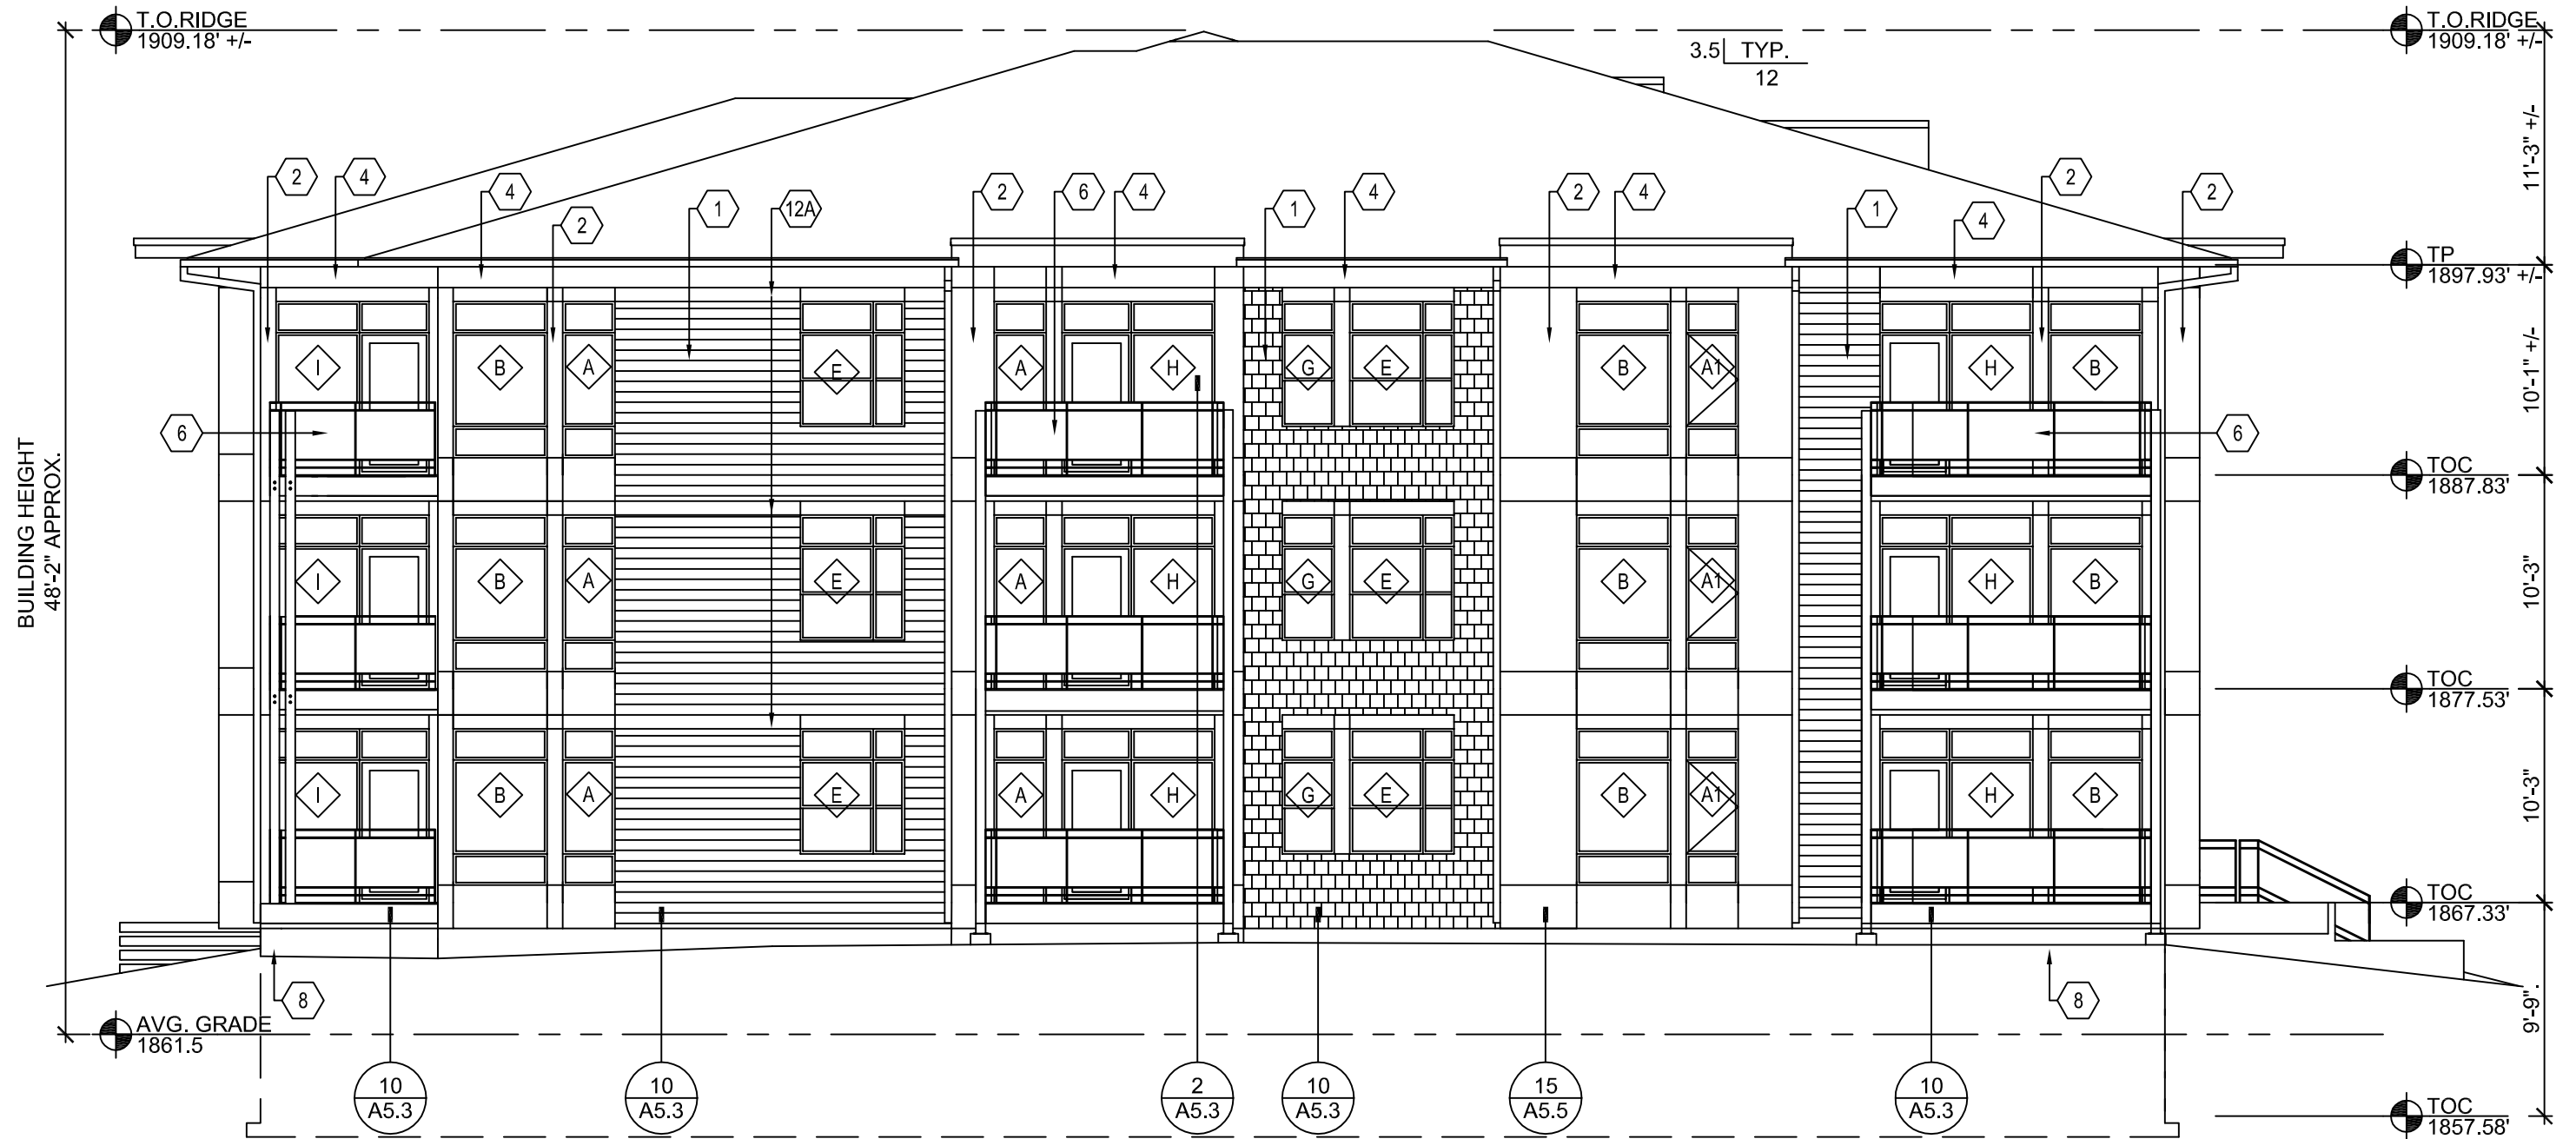 T.O.RIDGE
1909.18' +/-
T.O.RIDGE
1909.18' +/-
3.5 TYP.
12
11'-3" +/-
2
4
4
2
1
12A
2
6
4
1
4
2
4
1
4
2
2
TP
1897.93' +/-
BUILDING HEIGHT
48'-2" APPROX.
I
B
A
E
A
H
G
E
B
A1
H
B
10'-1" +/-
6
6
TOC
1887.83'
I
B
A
E
A
H
G
E
B
A1
H
B
10'-3"
TOC
1877.53'
I
B
A
E
A
H
G
E
B
A1
H
B
10'-3"
TOC
1867.33'
8
8
9'-9"
AVG. GRADE
1861.5
10
A5.3
10
A5.3
2
A5.3
10
A5.3
15
A5.5
10
A5.3
TOC
1857.58'